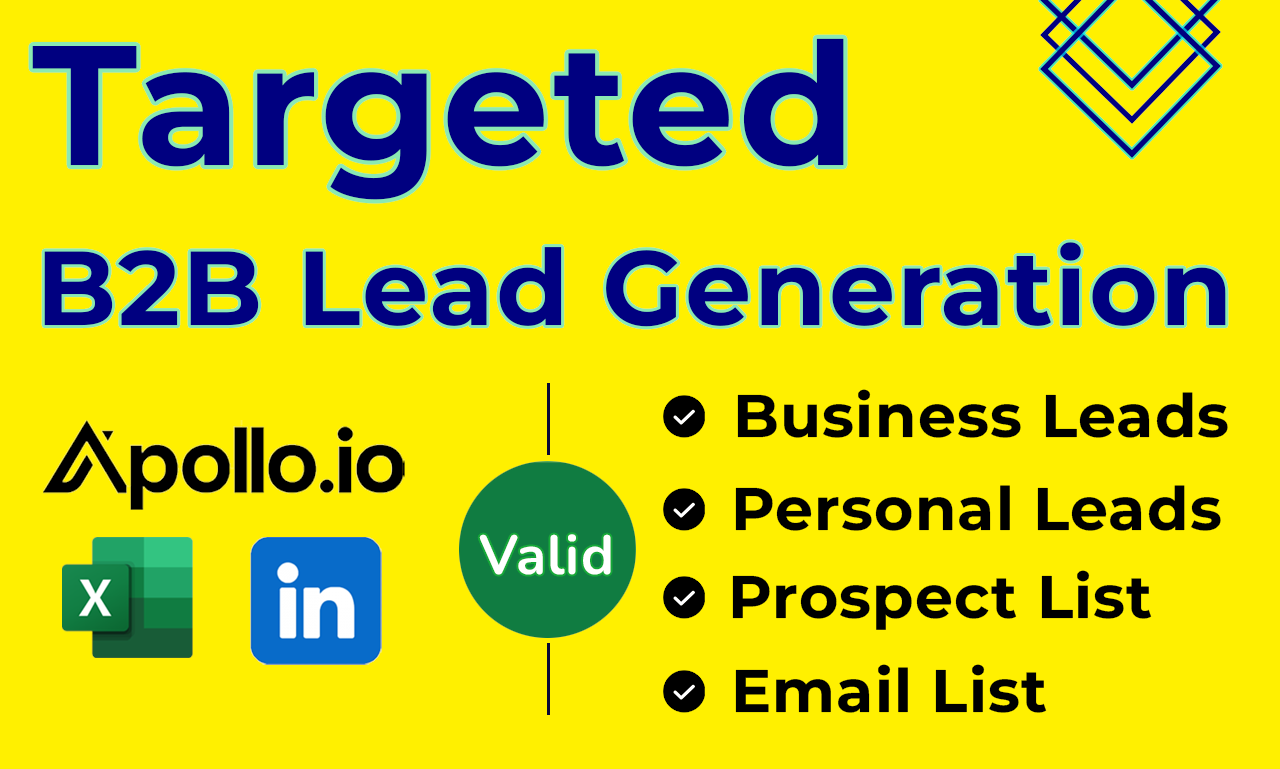 Targeted
B2B Lead Generation
Apollo.io
X
in
Valid
Business Leads
Personal Leads
Prospect List
Email List